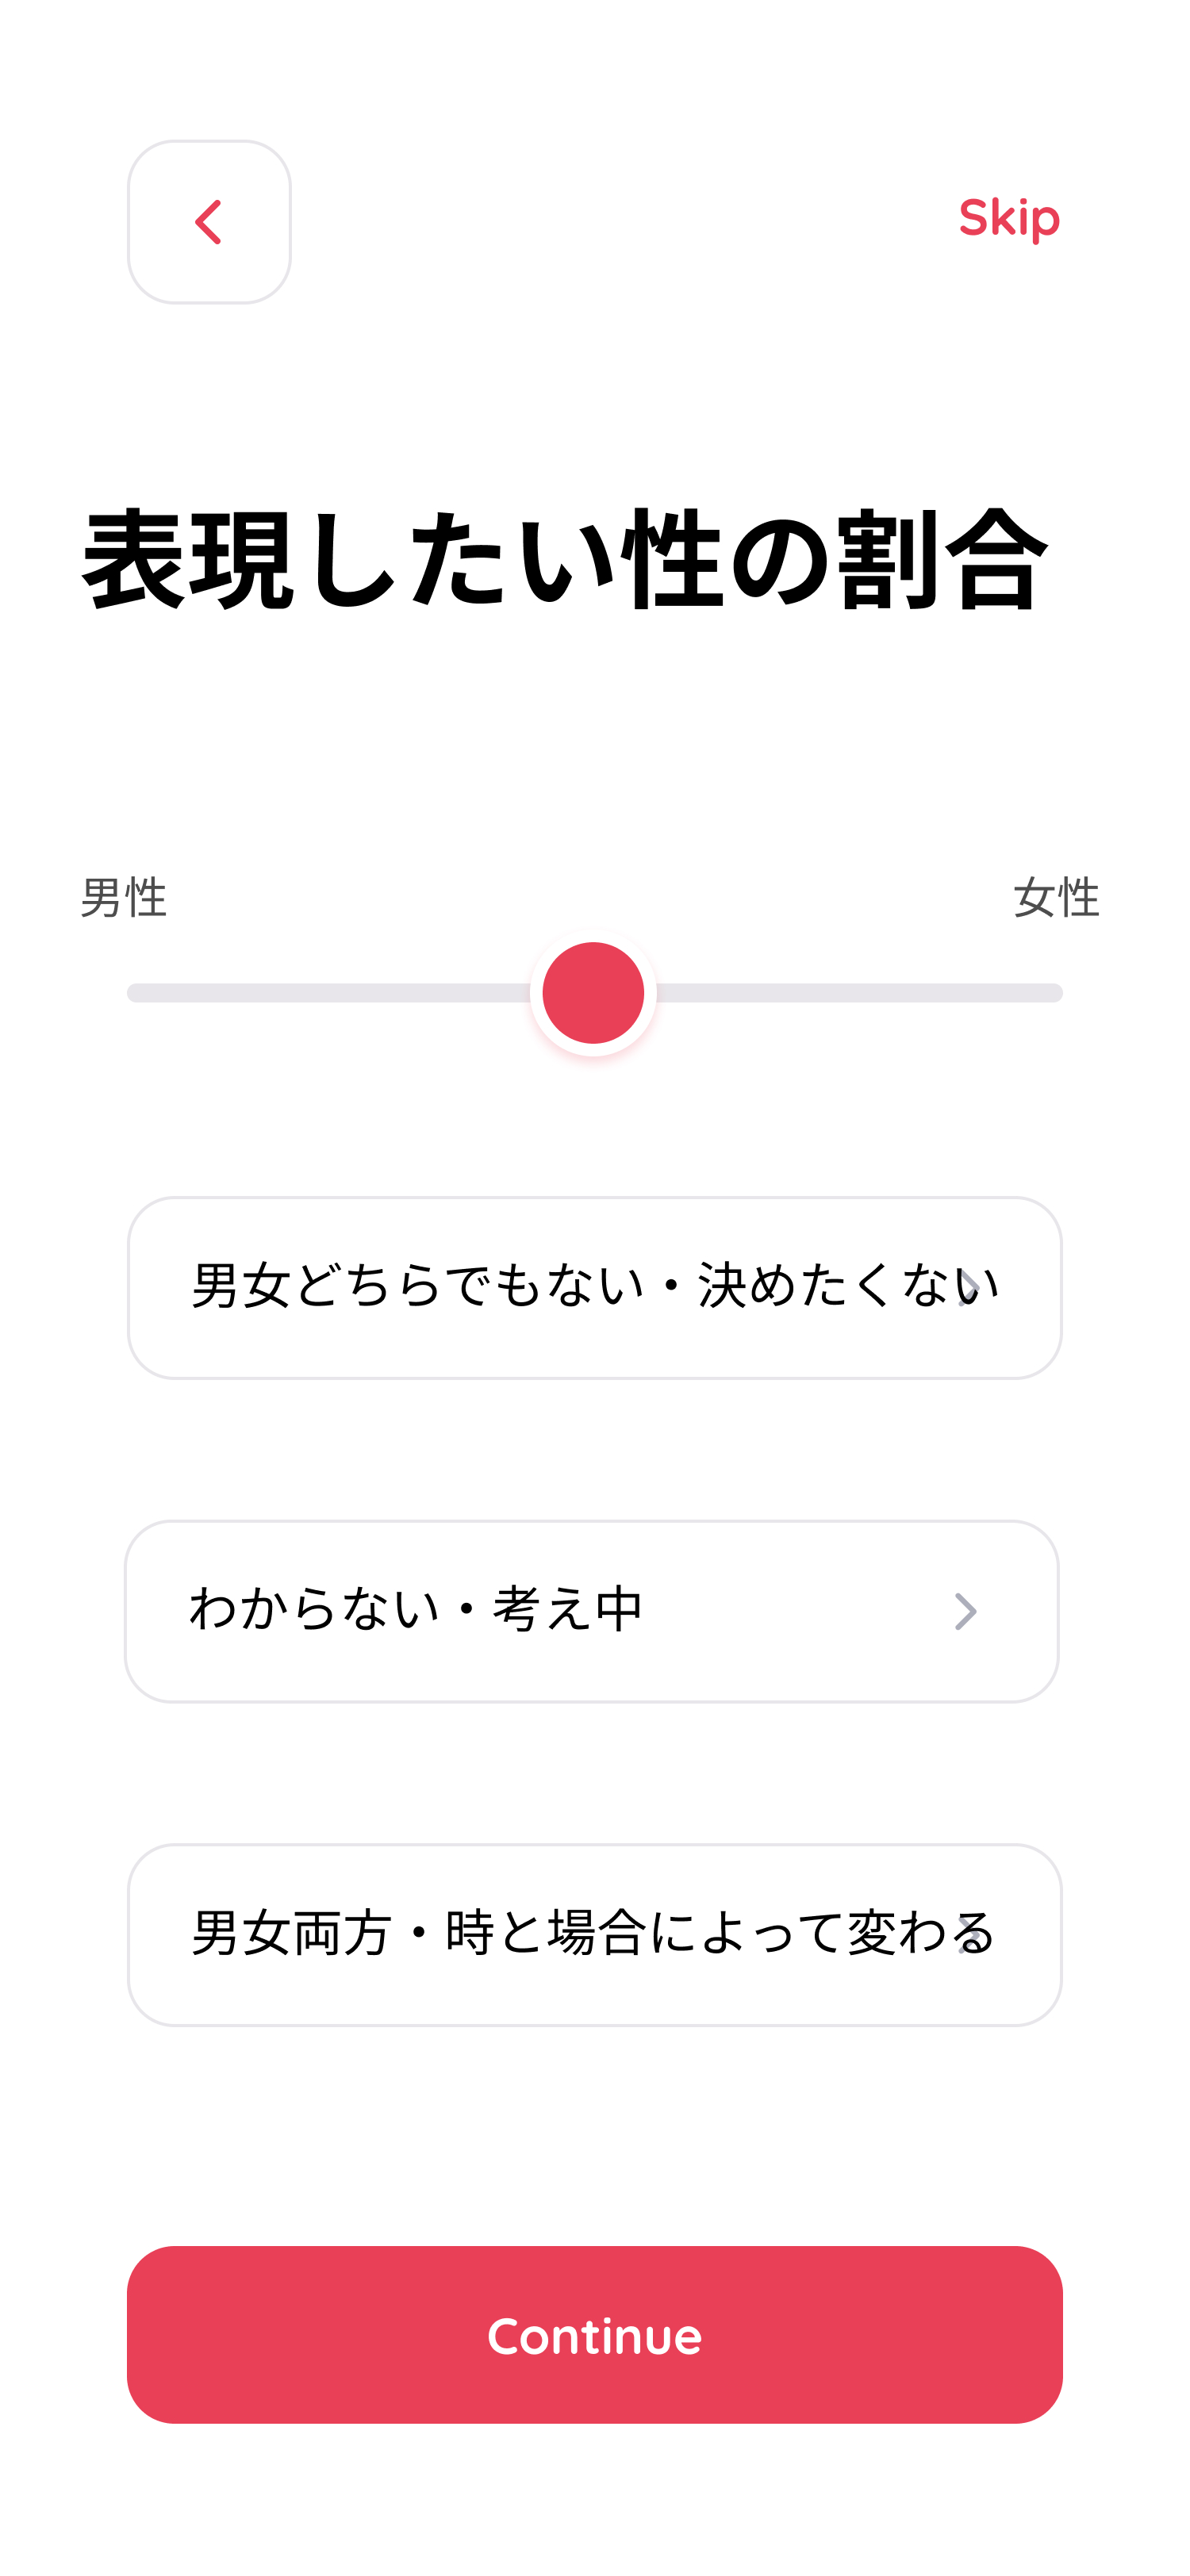 Skip
表現したい性の割合
男性
女性
男女どちらでもない・決めたくない
わからない・考え中
男女両方・時と場合によって変わる
Continue